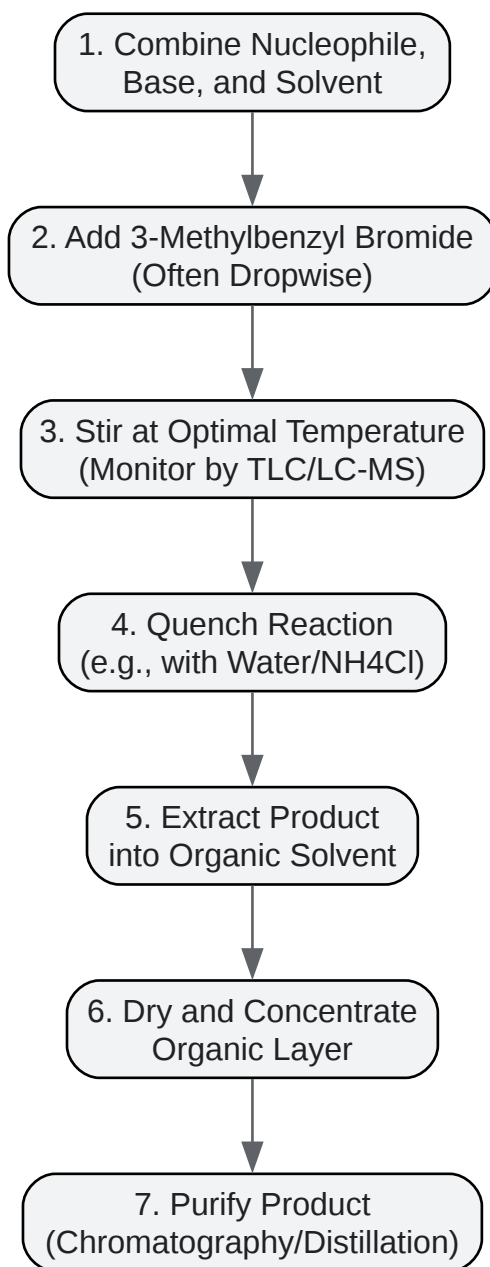 1. Combine Nucleophile,
Base, and Solvent
2. Add 3-Methylbenzyl Bromide
(Often Dropwise)
3. Stir at Optimal Temperature
(Monitor by TLC/LC-MS)
4. Quench Reaction
(e.g., with Water/NH4Cl)
5. Extract Product
into Organic Solvent
6. Dry and Concentrate
Organic Layer
7. Purify Product
(Chromatography/Distillation)